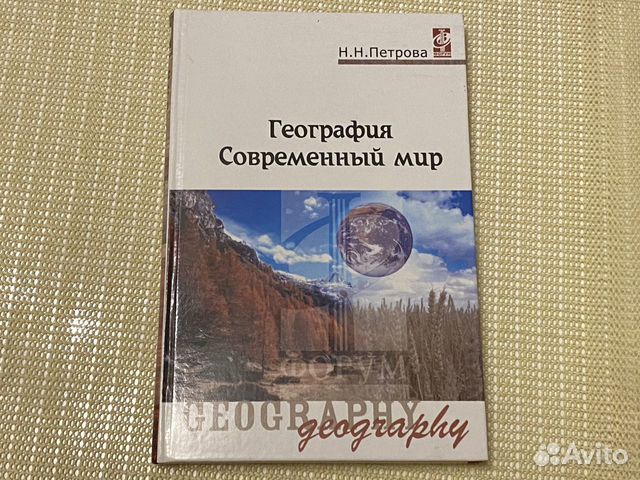 Н.Н.Петрова
География
Современный мир
ФОРУМ
GEOGRAPHY
geography
Avito